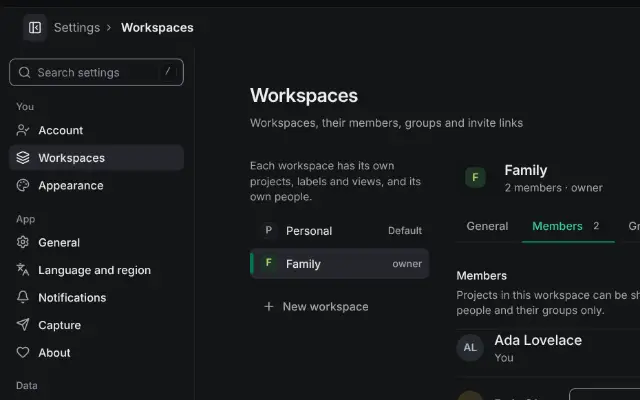 Settings > Workspaces
Search settings /
You
Account
Workspaces
Appearance
App
General
Language and region
Notifications
Capture
About
Data
Workspaces
Workspaces, their members, groups and invite links
Each workspace has its own
projects, labels and views, and its
own people.
P Personal Default
F Family owner
+ New workspace
F Family
2 members · owner
General Members 2
Members
Projects in this workspace can be
people and their groups only.
AL Ada Lovelace
You